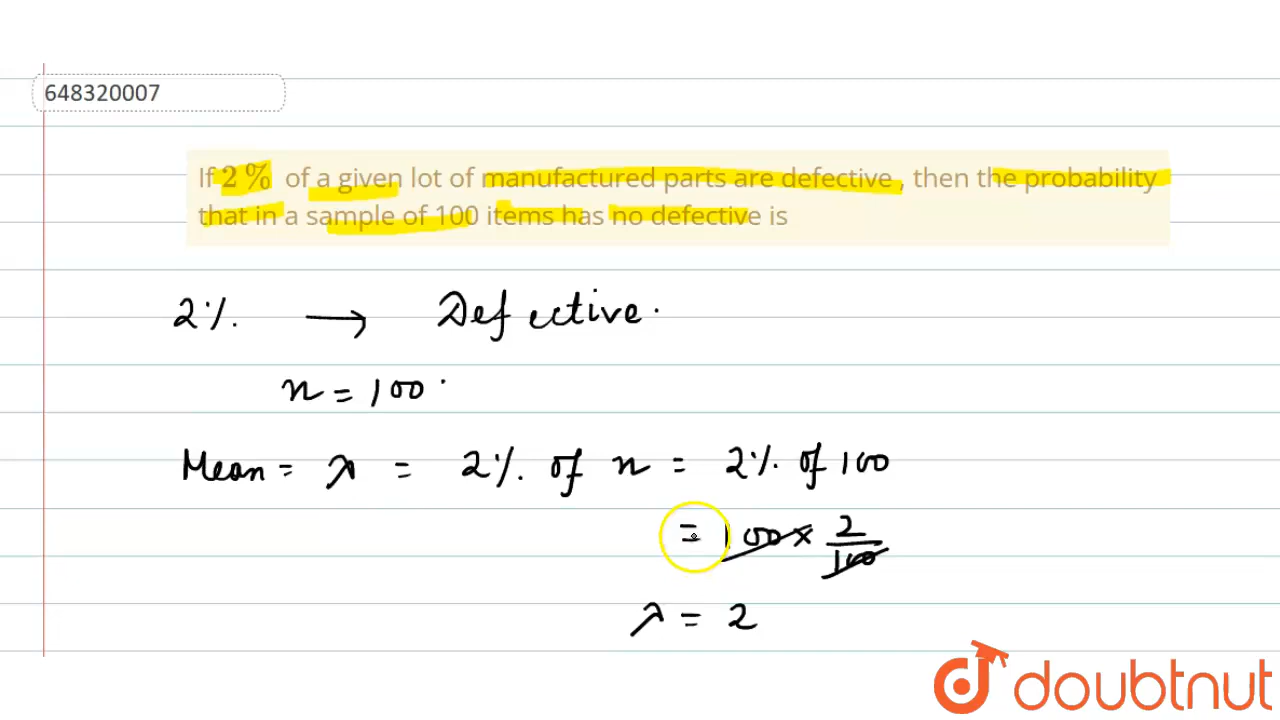 648320007
If 2% of a given lot of manufactured parts are defective , then the probability
that in a sample of 100 items has no defective is
2% → Defective.
n = 100
Mean = λ = 2% of n = 2% of 100
= 100 × 2/100
λ = 2
doubtnut